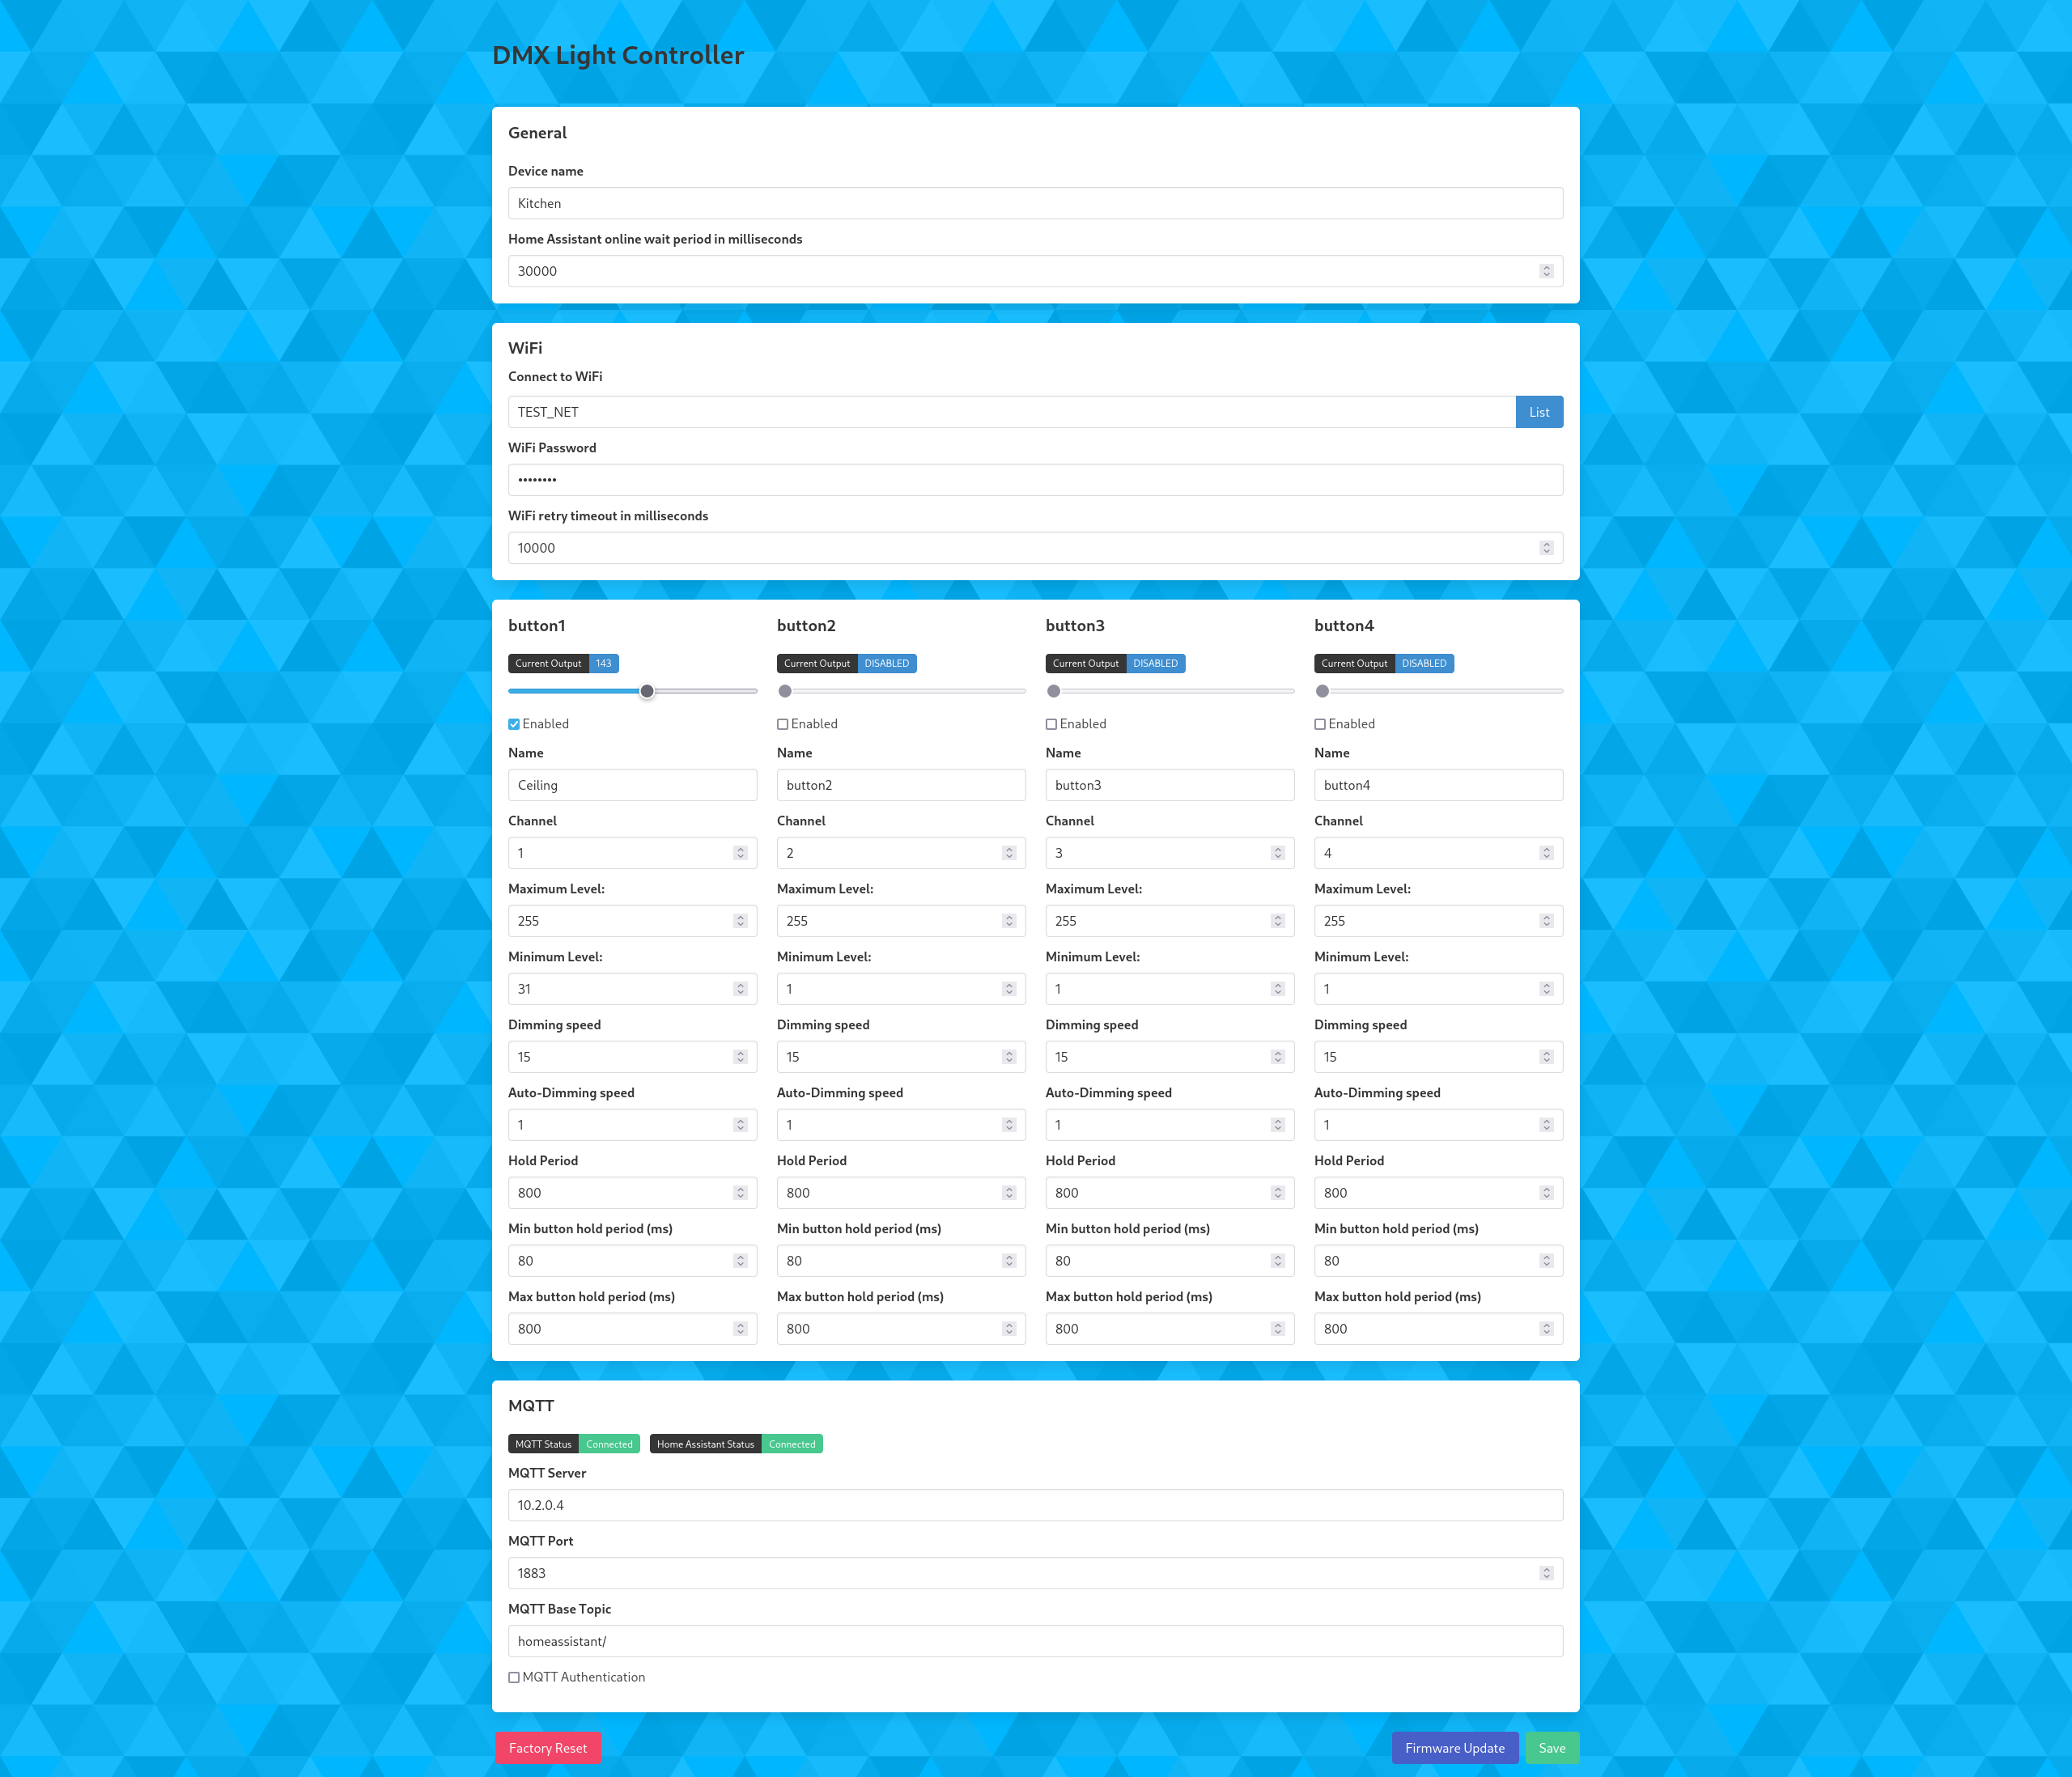 DMX Light Controller
General
Device name
Kitchen
Home Assistant online wait period in milliseconds
30000
WiFi
Connect to WiFi
TEST_NET List
WiFi Password
••••••••
WiFi retry timeout in milliseconds
10000
button1 button2 button3 button4
Current Output 143 Current Output DISABLED Current Output DISABLED Current Output DISABLED
Enabled Enabled Enabled Enabled
Name Name Name Name
Ceiling button2 button3 button4
Channel Channel Channel Channel
1 2 3 4
Maximum Level: Maximum Level: Maximum Level: Maximum Level:
255 255 255 255
Minimum Level: Minimum Level: Minimum Level: Minimum Level:
31 1 1 1
Dimming speed Dimming speed Dimming speed Dimming speed
15 15 15 15
Auto-Dimming speed Auto-Dimming speed Auto-Dimming speed Auto-Dimming speed
1 1 1 1
Hold Period Hold Period Hold Period Hold Period
800 800 800 800
Min button hold period (ms) Min button hold period (ms) Min button hold period (ms) Min button hold period (ms)
80 80 80 80
Max button hold period (ms) Max button hold period (ms) Max button hold period (ms) Max button hold period (ms)
800 800 800 800
MQTT
MQTT Status Connected Home Assistant Status Connected
MQTT Server
10.2.0.4
MQTT Port
1883
MQTT Base Topic
homeassistant/
MQTT Authentication
Factory Reset Firmware Update Save